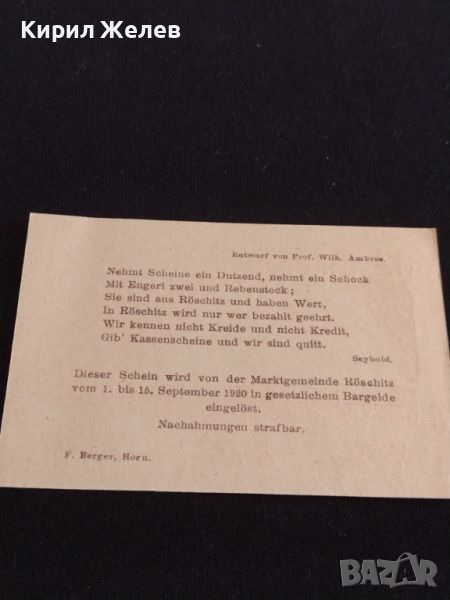 Кирил Желев
Entwurf von Prof. Wilh. Ambros.
Nehmt Scheine ein Dutzend, nehmt ein Schock
Mit Engerl zwei und Rebenstock;
Sie sind aus Röschitz und haben Wert,
In Röschitz wird nur wer bezahlt geehrt.
Wir kennen nicht Kreide und nicht Kredit,
Gib' Kassenscheine und wir sind quitt.
Seybold.
Dieser Schein wird von der Marktgemeinde Röschitz
vom 1. bis 15. September 1920 in gesetzlichem Bargelde
eingelöst.
Nachahmungen strafbar.
F. Berger, Horn.
BAZAR